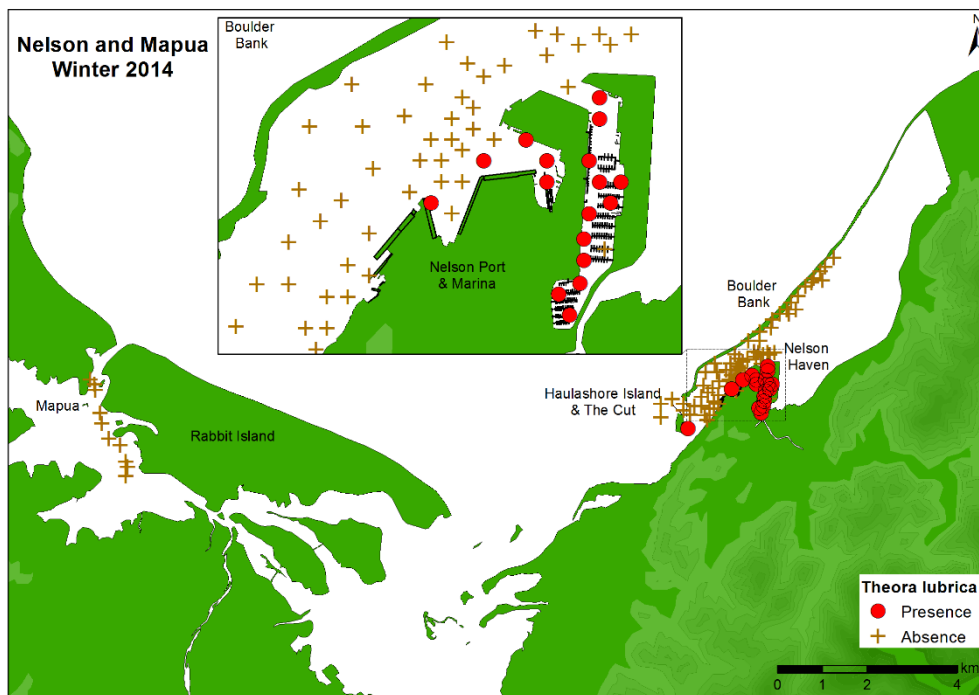 Nelson and Mapua
Winter 2014
Boulder
Bank
N
Nelson Port
& Marina
Boulder
Bank
Nelson
Haven
Haulashore Island
& The Cut
Mapua
Rabbit Island
Theora lubrica
Presence
Absence
km
0 1 2 4